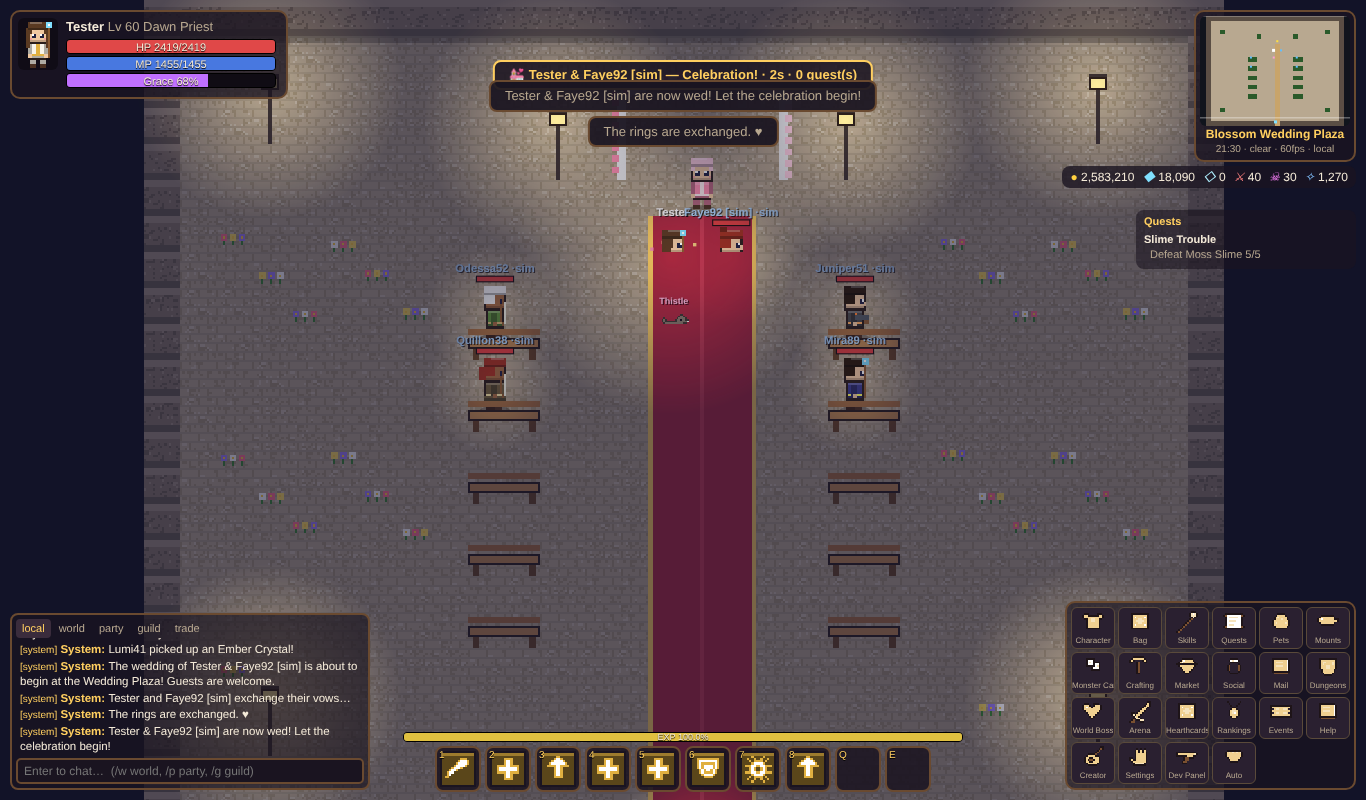 Tester Lv 60 Dawn Priest
HP 2419/2419
MP 1455/1455
Grace 68%
Tester & Faye92 [sim] — Celebration! · 2s · 0 quest(s)
Tester & Faye92 [sim] are now wed! Let the celebration begin!
The rings are exchanged. ♥
Blossom Wedding Plaza
21:30 · clear · 60fps · local
2,583,210 18,090 0 40 30 1,270
Quests
Slime Trouble
Defeat Moss Slime 5/5
Faye92 [sim] ·sim
Odessa52 ·sim
Juniper51 ·sim
Thistle
Quillon38 ·sim
Mira89 ·sim
local world party guild trade
[system] System: Lumi41 picked up an Ember Crystal!
[system] System: The wedding of Tester & Faye92 [sim] is about to
begin at the Wedding Plaza! Guests are welcome.
[system] System: Tester and Faye92 [sim] exchange their vows…
[system] System: The rings are exchanged. ♥
[system] System: Tester & Faye92 [sim] are now wed! Let the
celebration begin!
Enter to chat… (/w world, /p party, /g guild)
EXP 100.0%
1 2 3 4 5 6 7 8 Q E
Character Bag Skills Quests Pets Mounts
Monster Ca Crafting Market Social Mail Dungeons
World Boss Arena Hearthcards Rankings Events Help
Creator Settings Dev Panel Auto